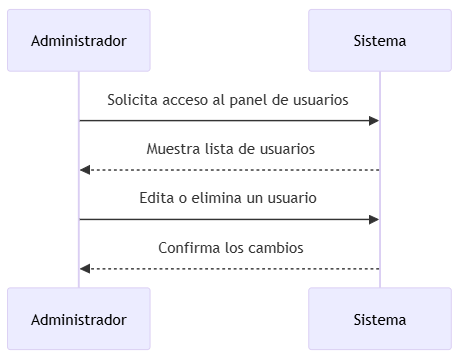 Administrador
Sistema
Solicita acceso al panel de usuarios
Muestra lista de usuarios
Edita o elimina un usuario
Confirma los cambios
Administrador
Sistema